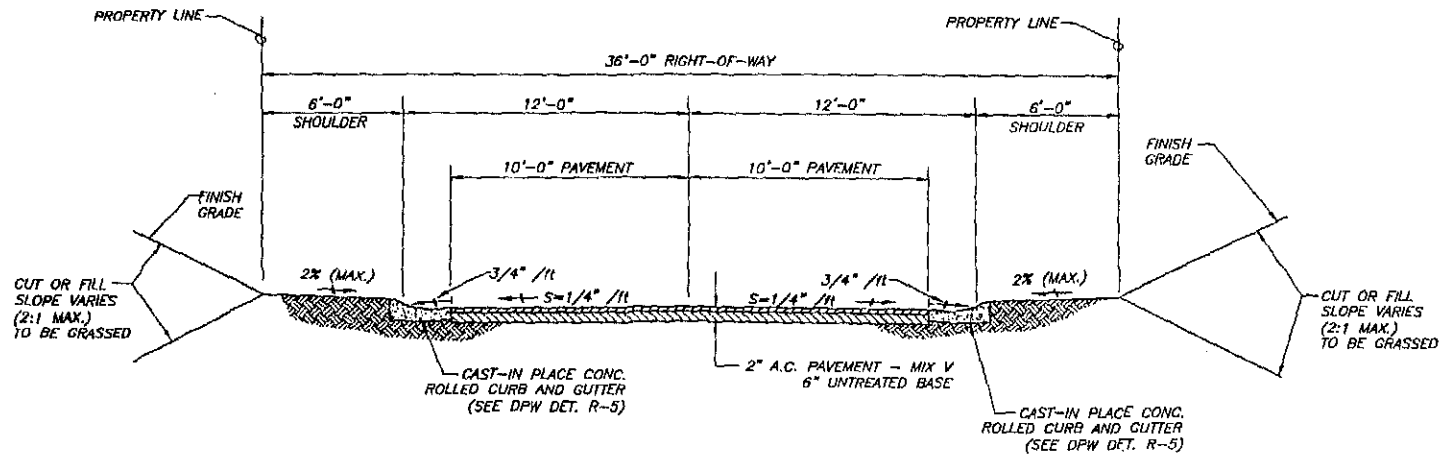 PROPERTY LINE
PROPERTY LINE
36'-0" RIGHT-OF-WAY
6'-0"
SHOULDER
12'-0"
12'-0"
6'-0"
SHOULDER
10'-0" PAVEMENT
10'-0" PAVEMENT
FINISH
GRADE
FINISH
GRADE
CUT OR FILL
SLOPE VARIES
(2:1 MAX.)
TO BE GRASSED
2% (MAX.)
3/4" /ft
S=1/4" /ft
S=1/4" /ft
3/4" /ft
2% (MAX.)
CUT OR FILL
SLOPE VARIES
(2:1 MAX.)
TO BE GRASSED
CAST-IN PLACE CONC.
ROLLED CURB AND GUTTER
(SEE DPW DET. R-5)
2" A.C. PAVEMENT - MIX V
6" UNTREATED BASE
CAST-IN PLACE CONC.
ROLLED CURB AND GUTTER
(SEE DPW DET. R-5)